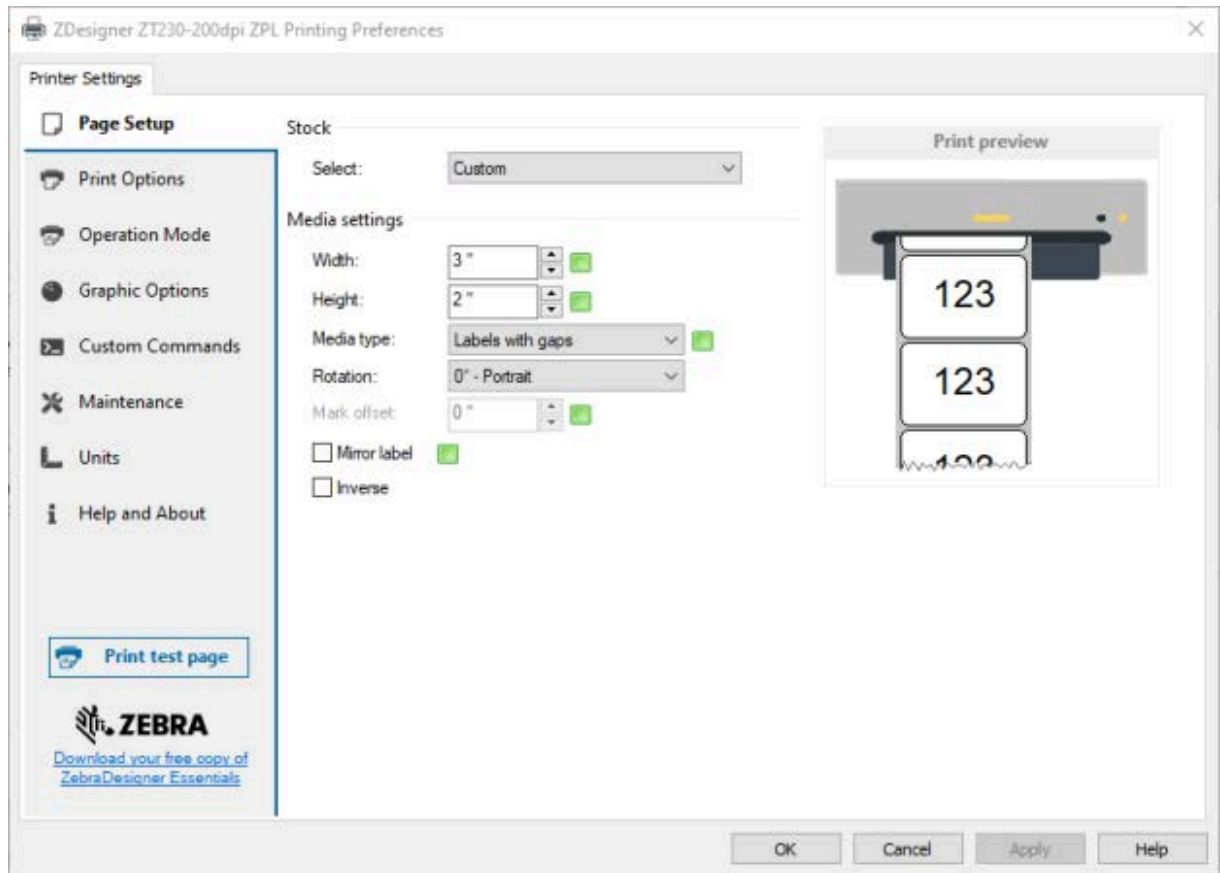 ZDesigner ZT230-200dpi ZPL Printing Preferences
Printer Settings
Page Setup
Print Options
Operation Mode
Graphic Options
Custom Commands
Maintenance
Units
Help and About
Print test page
ZEBRA
Download your free copy of
ZebraDesigner Essentials
Stock
Select: Custom
Media settings
Width: 3 "
Height: 2 "
Media type: Labels with gaps
Rotation: 0° - Portrait
Mark offset: 0 "
Mirror label
Inverse
Print preview
123
123
123
OK Cancel Apply Help